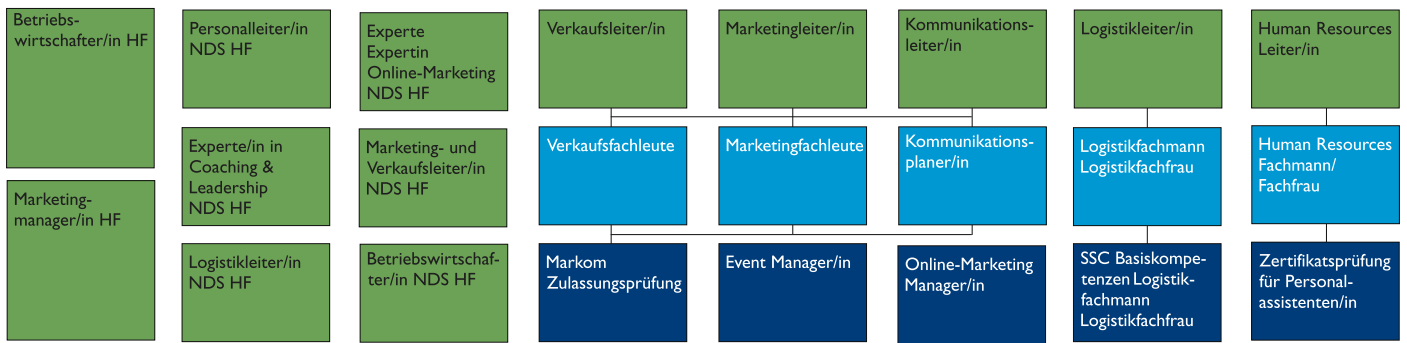 Betriebs-
wirtschafter/in HF
Marketing-
manager/in HF
Personalleiter/in
NDS HF
Experte/in in
Coaching &
Leadership
NDS HF
Logistikleiter/in
NDS HF
Experte
Expertin
Online-Marketing
NDS HF
Marketing- und
Verkaufsleiter/in
NDS HF
Betriebswirtschaf-
ter/in NDS HF
Verkaufsleiter/in
Verkaufsfachleute
Markom
Zulassungsprüfung
Marketingleiter/in
Marketingfachleute
Event Manager/in
Kommunikations-
leiter/in
Kommunikations-
planer/in
Online-Marketing
Manager/in
Logistikleiter/in
Logistikfachmann
Logistikfachfrau
SSC Basiskompe-
tenzen Logistik-
fachmann
Logistikfachfrau
Human Resources
Leiter/in
Human Resources
Fachmann/
Fachfrau
Zertifikatsprüfung
für Personal-
assistenten/in